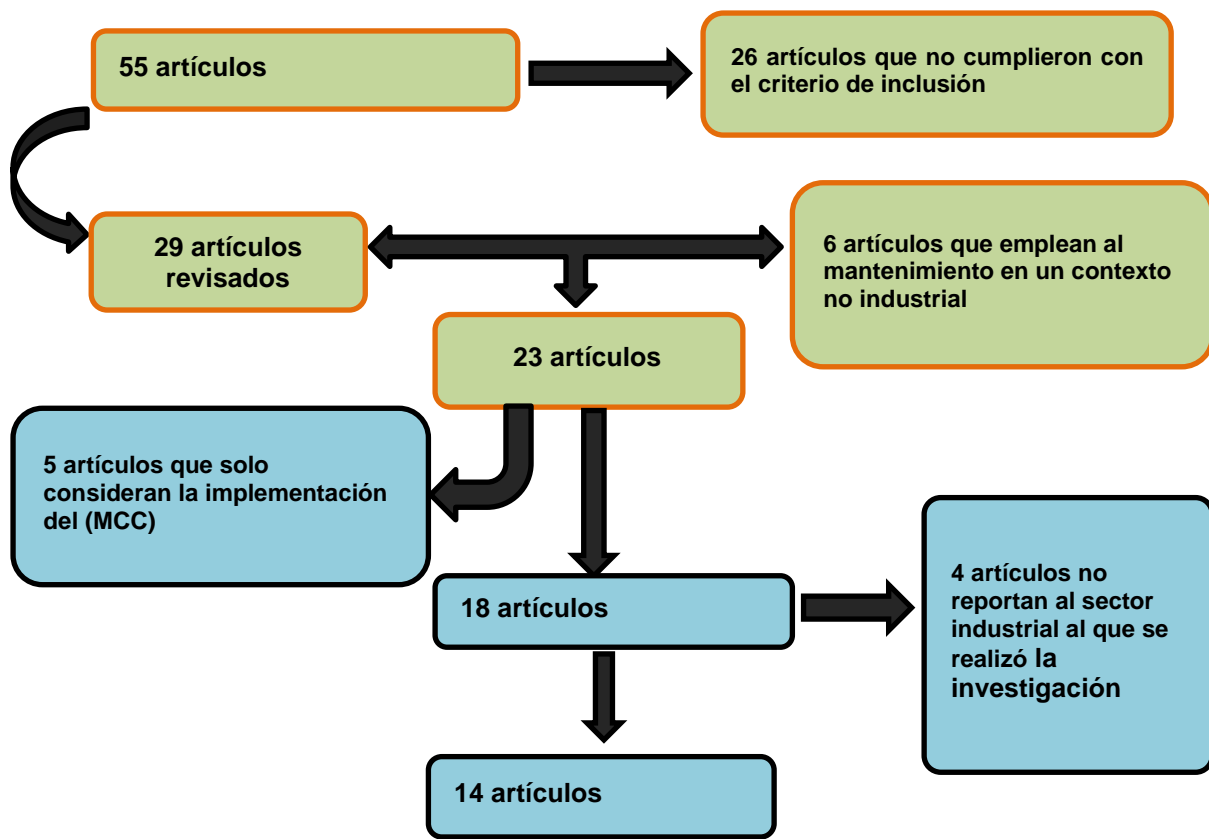 55 artículos
26 artículos que no cumplieron con
el criterio de inclusión
29 artículos
revisados
6 artículos que emplean al
mantenimiento en un contexto
no industrial
23 artículos
5 artículos que solo
consideran la implementación
del (MCC)
18 artículos
4 artículos no
reportan al sector
industrial al que se
realizó la
investigación
14 artículos